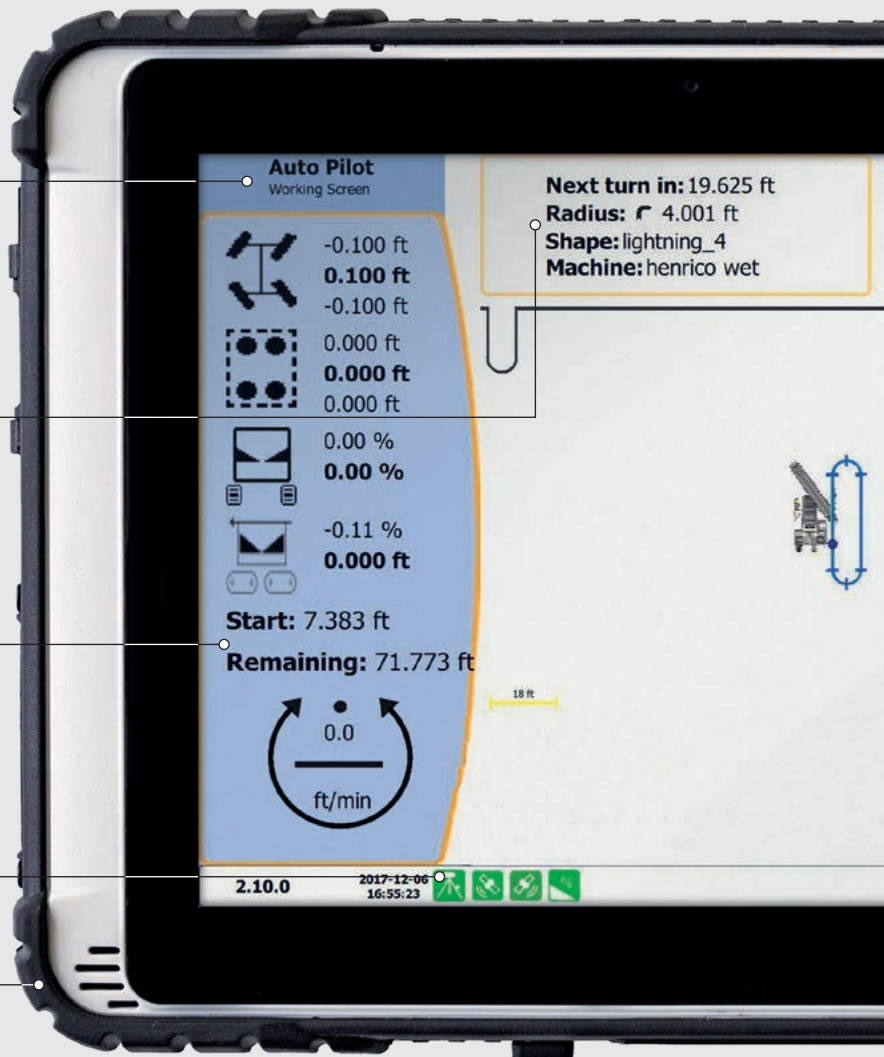 Auto Pilot
Working Screen
Next turn in: 19.625 ft
Radius: 4.001 ft
Shape: lightning_4
Machine: henrico wet
-0.100 ft
0.100 ft
-0.100 ft
0.000 ft
0.000 ft
0.000 ft
0.00 %
0.00 %
-0.11 %
0.000 ft
Start: 7.383 ft
Remaining: 71.773 ft
0.0
ft/min
18 ft
2.10.0
2017-12-06
16:55:23
%